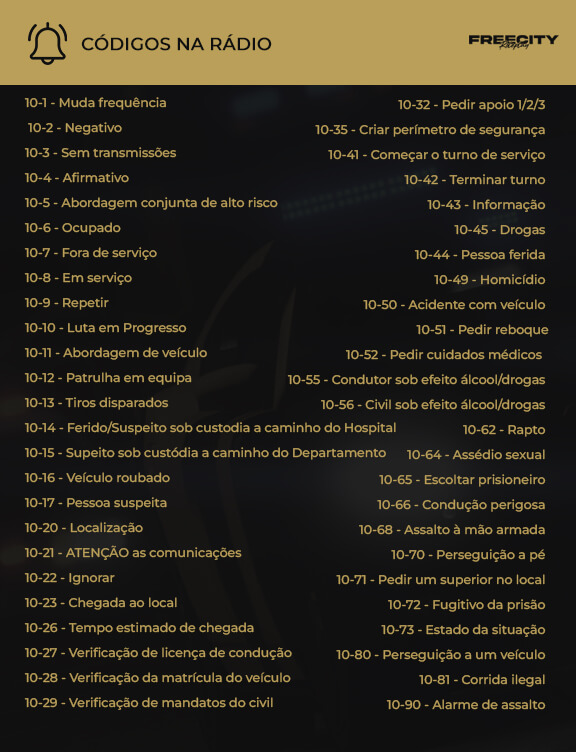 CÓDIGOS NA RÁDIO
FREECITY
Roleplay
10-1 - Muda frequência
10-2 - Negativo
10-3 - Sem transmissões
10-4 - Afirmativo
10-5 - Abordagem conjunta de alto risco
10-6 - Ocupado
10-7 - Fora de serviço
10-8 - Em serviço
10-9 - Repetir
10-10 - Luta em Progresso
10-11 - Abordagem de veículo
10-12 - Patrulha em equipa
10-13 - Tiros disparados
10-14 - Ferido/Suspeito sob custodia a caminho do Hospital
10-15 - Supeito sob custódia a caminho do Departamento
10-16 - Veículo roubado
10-17 - Pessoa suspeita
10-20 - Localização
10-21 - ATENÇÃO as comunicações
10-22 - Ignorar
10-23 - Chegada ao local
10-26 - Tempo estimado de chegada
10-27 - Verificação de licença de condução
10-28 - Verificação da matrícula do veículo
10-29 - Verificação de mandatos do civil
10-32 - Pedir apoio 1/2/3
10-35 - Criar perímetro de segurança
10-41 - Começar o turno de serviço
10-42 - Terminar turno
10-43 - Informação
10-45 - Drogas
10-44 - Pessoa ferida
10-49 - Homicídio
10-50 - Acidente com veículo
10-51 - Pedir reboque
10-52 - Pedir cuidados médicos
10-55 - Condutor sob efeito álcool/drogas
10-56 - Civil sob efeito álcool/drogas
10-62 - Rapto
10-64 - Assédio sexual
10-65 - Escoltar prisioneiro
10-66 - Condução perigosa
10-68 - Assalto à mão armada
10-70 - Perseguição a pé
10-71 - Pedir um superior no local
10-72 - Fugitivo da prisão
10-73 - Estado da situação
10-80 - Perseguição a um veículo
10-81 - Corrida ilegal
10-90 - Alarme de assalto